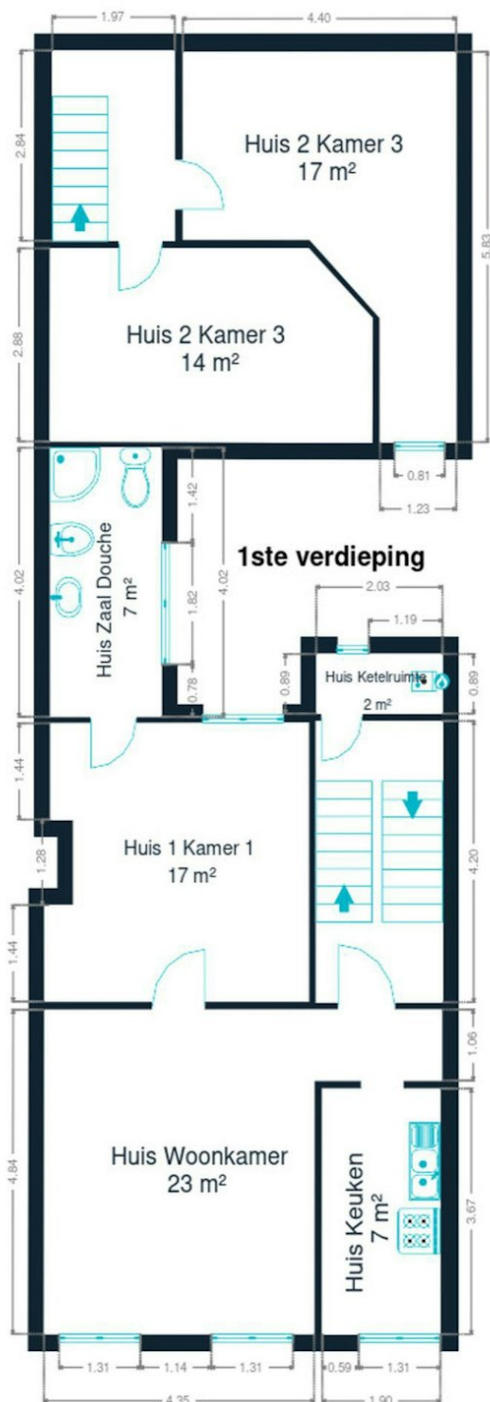 1.97
4.40
2.84
Huis 2 Kamer 3
17 m²
5.83
Huis 2 Kamer 3
14 m²
2.88
0.81
1.23
1.42
4.02
Huis Zaal Douche
7 m²
1.82
4.02
0.78
1ste verdieping
2.03
1.19
0.89
Huis Ketelruimte
2 m²
0.89
1.44
Huis 1 Kamer 1
17 m²
1.28
4.20
1.44
1.06
4.84
Huis Woonkamer
23 m²
Huis Keuken
7 m²
3.67
1.31
1.14
1.31
0.59
1.31
4.35
1.90